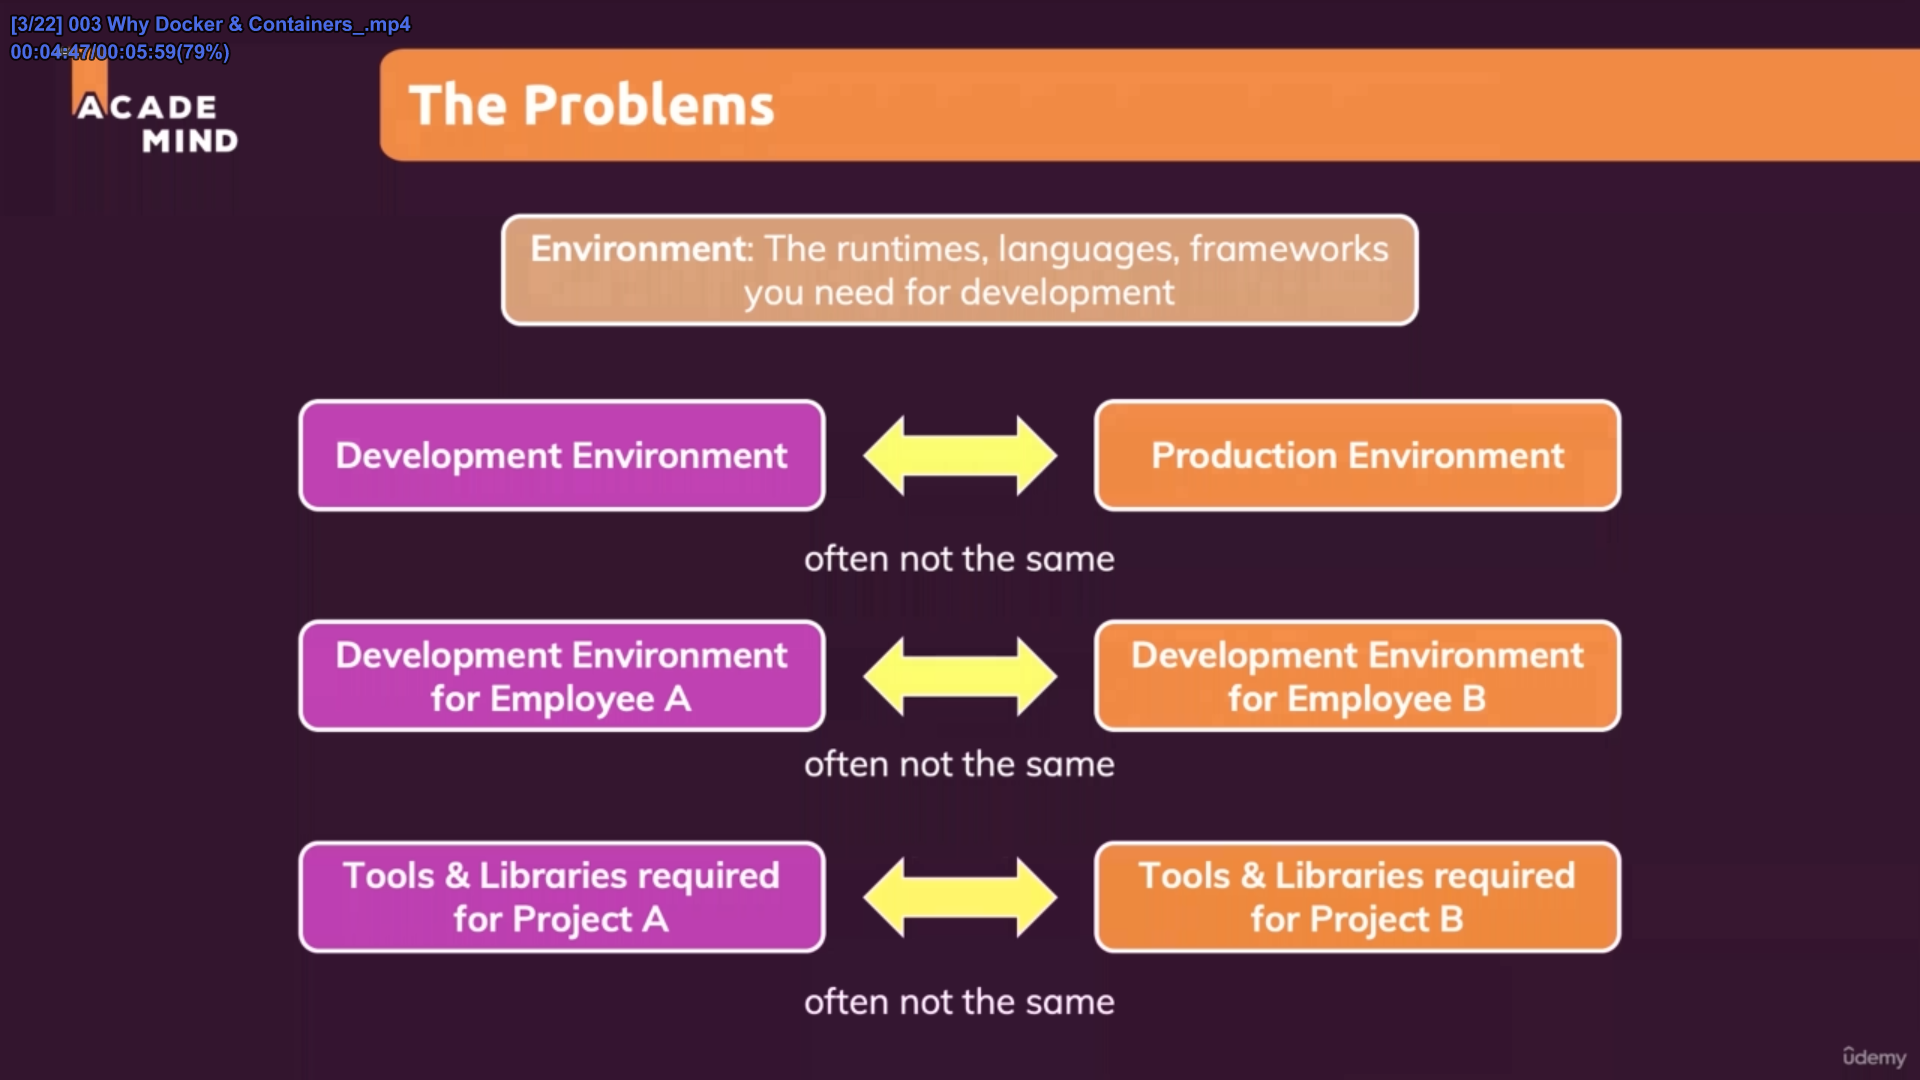 [3/22] 003 Why Docker & Containers_.mp4
00:04:47/00:05:59(79%)
ACADE
MIND
The Problems
Environment: The runtimes, languages, frameworks
you need for development
Development Environment
Production Environment
often not the same
Development Environment
for Employee A
Development Environment
for Employee B
often not the same
Tools & Libraries required
for Project A
Tools & Libraries required
for Project B
often not the same
ûdemy